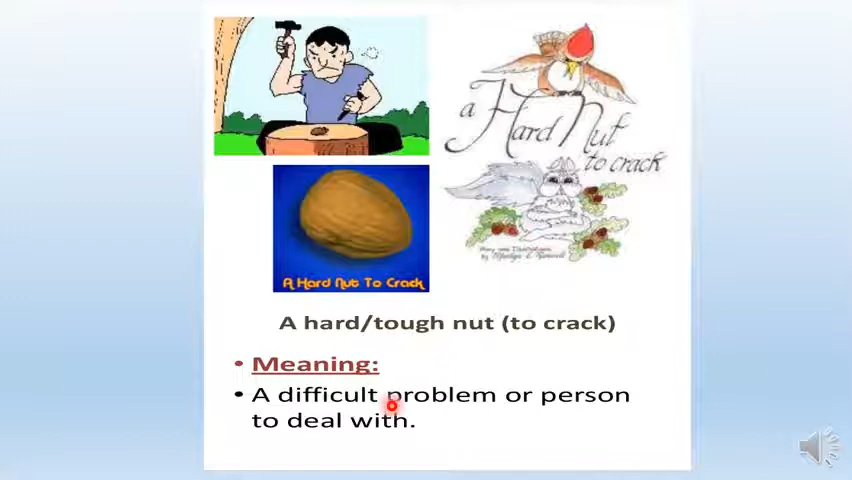 a Hard Nut
to crack
A Hard Nut To Crack
A hard/tough nut (to crack)
• Meaning:
• A difficult problem or person
to deal with.